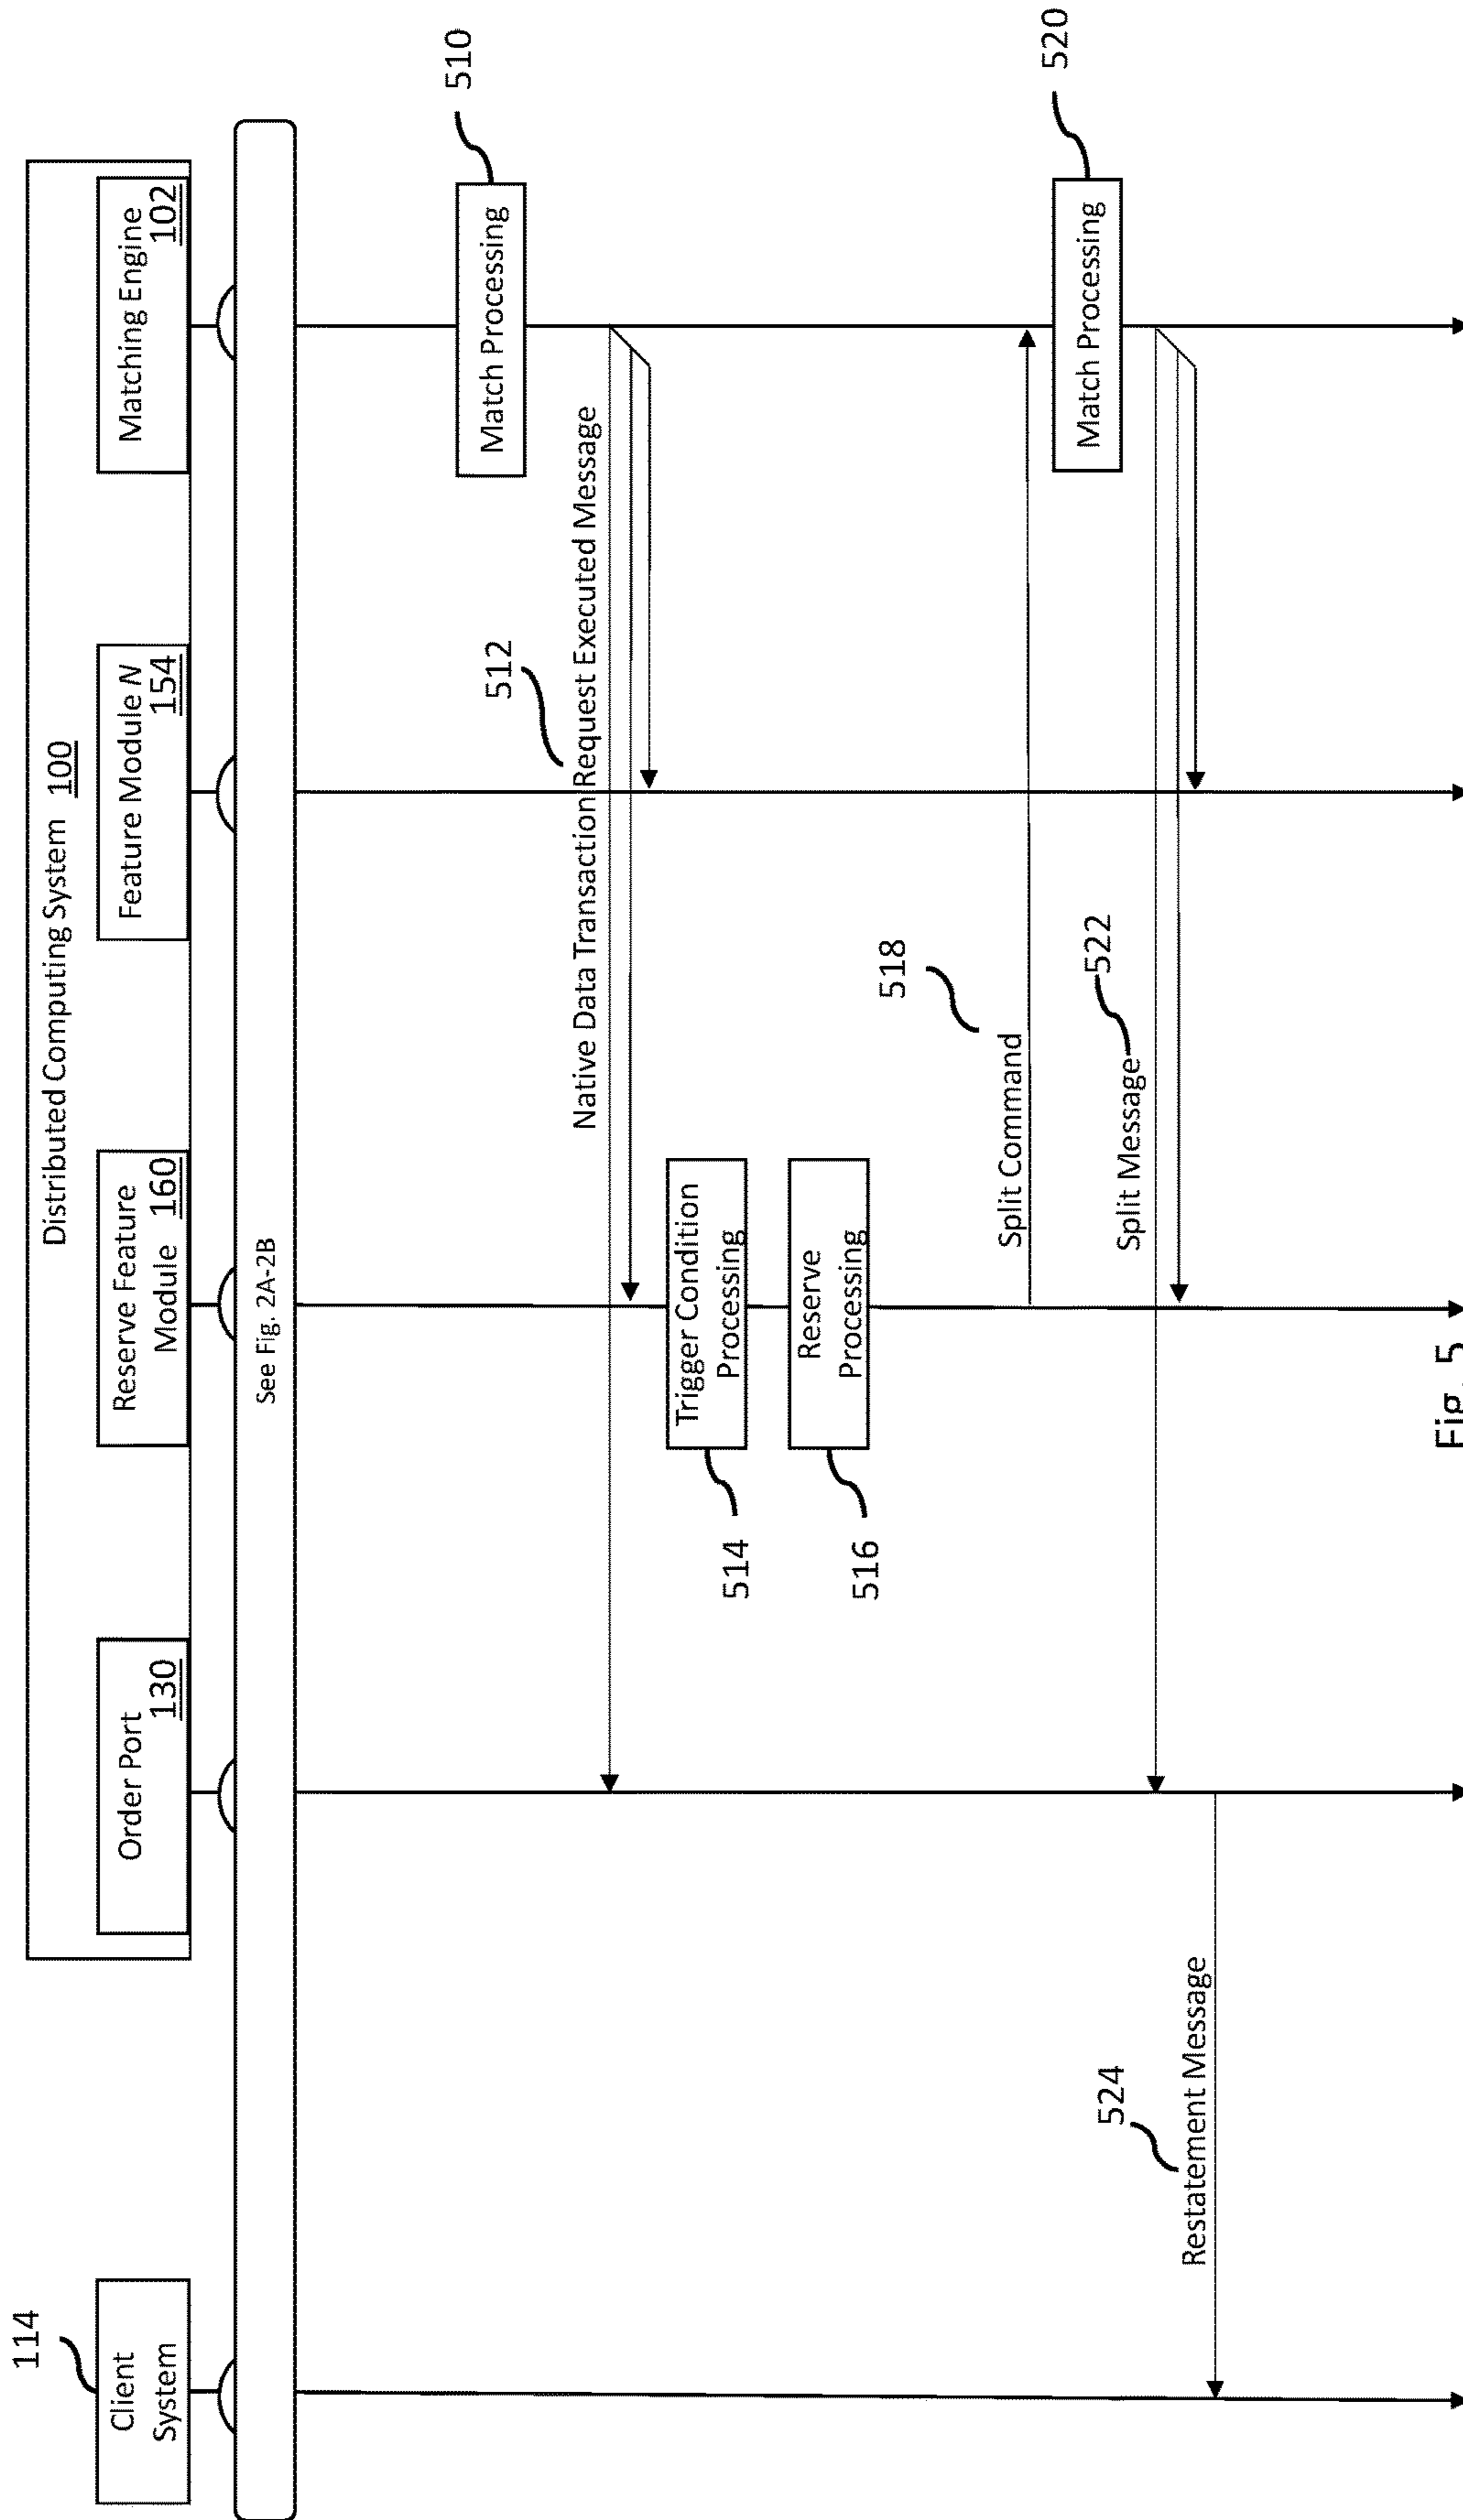 Distributed Computing System 100
114
Client
System
Order Port
130
Reserve Feature
Module 160
Feature Module N
154
Matching Engine
102
See Fig. 2A-2B
510
Match Processing
512
Native Data Transaction Request Executed Message
Trigger Condition
Processing
514
Reserve
Processing
516
518
Split Command
520
Match Processing
Split Message
522
524
Restatement Message
Fig. 5